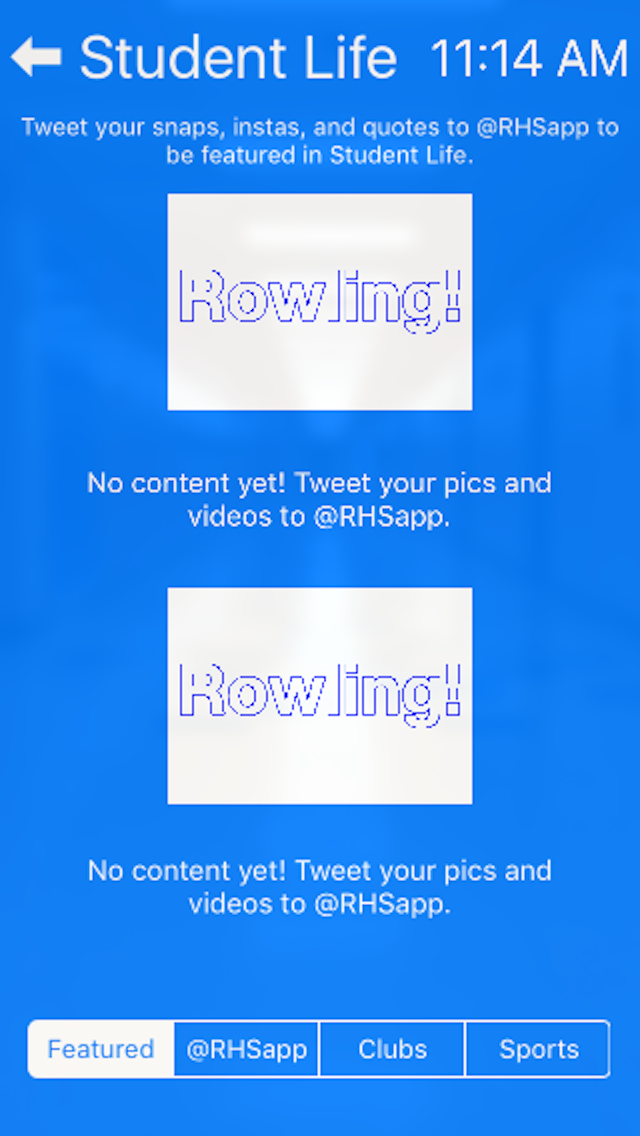 Student Life 11:14 AM
Tweet your snaps, instas, and quotes to @RHSapp to
be featured in Student Life.
Rowling!
No content yet! Tweet your pics and
videos to @RHSapp.
Rowling!
No content yet! Tweet your pics and
videos to @RHSapp.
Featured @RHSapp Clubs Sports